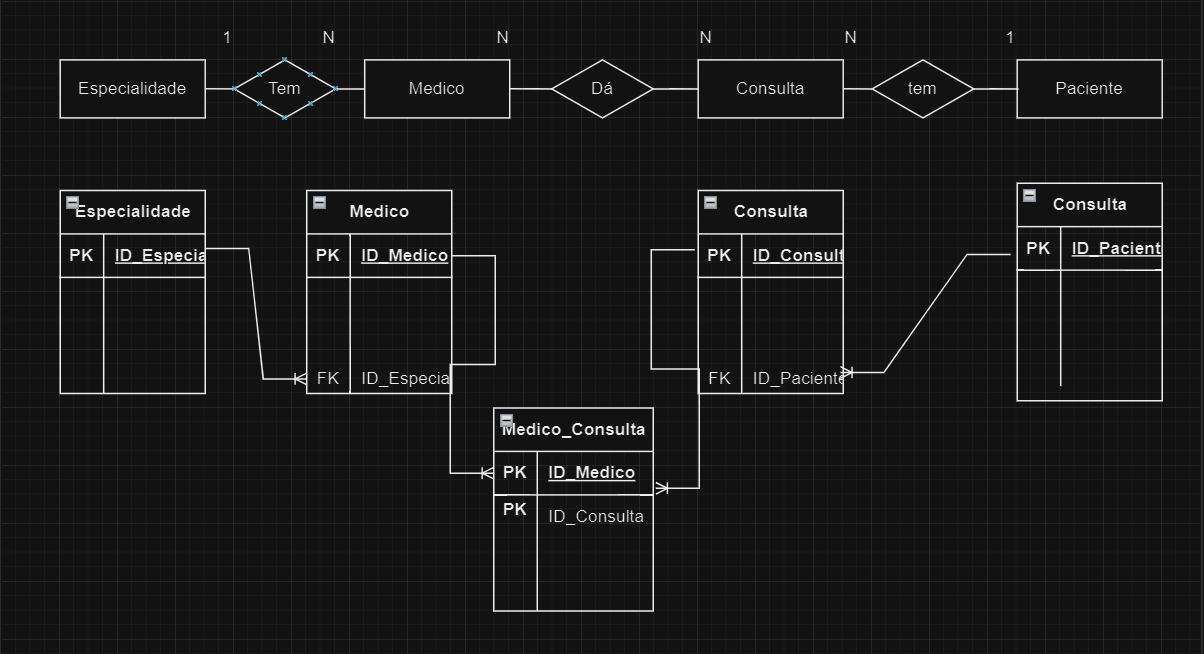 1 N N N N 1
Especialidade Tem Medico Dá Consulta tem Paciente
Especialidade Medico Consulta Consulta
PK ID_Especia PK ID_Medico PK ID_Consult PK ID_Pacient
FK ID_Especia FK ID_Paciente
Medico_Consulta
PK ID_Medico
PK ID_Consulta